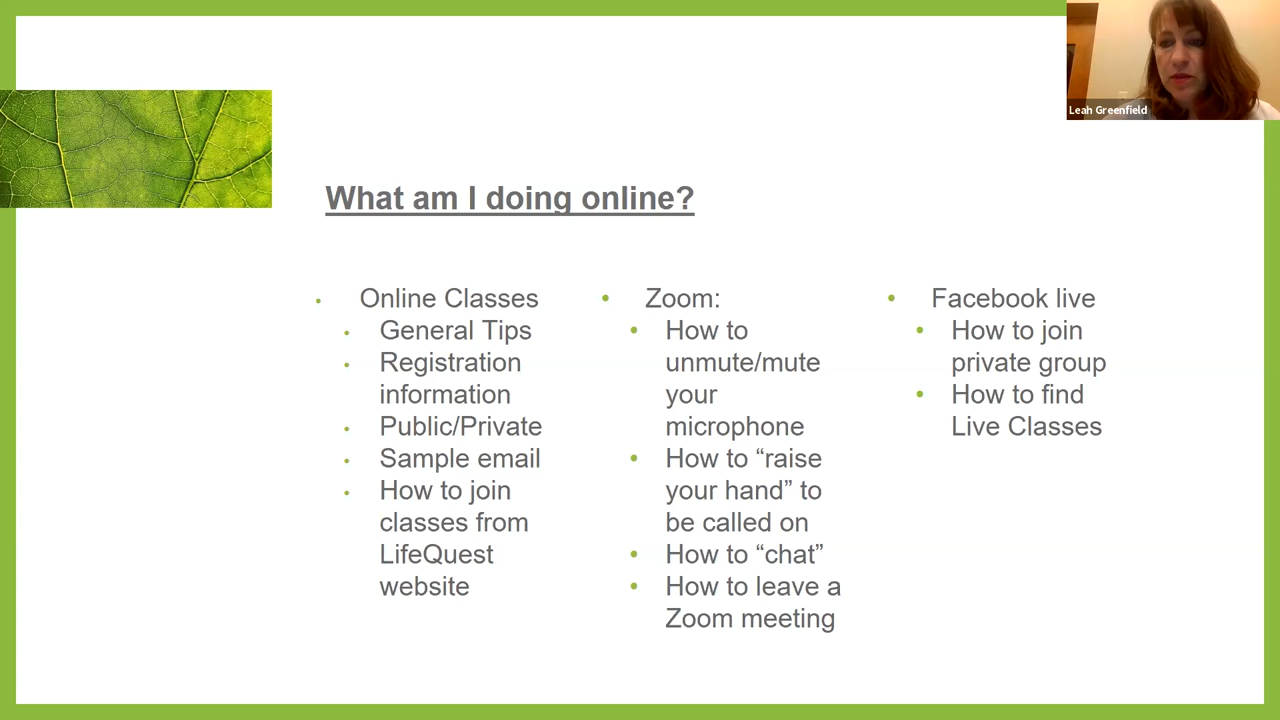 Leah Greenfield
What am I doing online?
Online Classes
General Tips
Registration
information
Public/Private
Sample email
How to join
classes from
LifeQuest
website
Zoom:
How to
unmute/mute
your
microphone
How to “raise
your hand” to
be called on
How to “chat”
How to leave a
Zoom meeting
Facebook live
How to join
private group
How to find
Live Classes